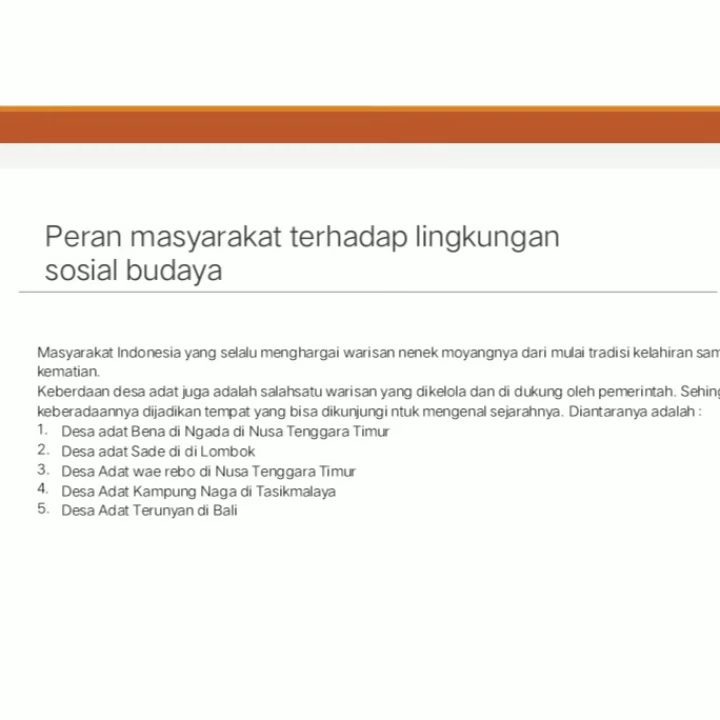 Peran masyarakat terhadap lingkungan
sosial budaya
Masyarakat Indonesia yang selalu menghargai warisan nenek moyangnya dari mulai tradisi kelahiran
kematian.
Keberdaan desa adat juga adalah salahsatu warisan yang dikelola dan di dukung oleh pemerintah.
keberadaannya dijadikan tempat yang bisa dikunjungi ntuk mengenal sejarahnya. Diantaranya adalah :
1. Desa adat Bena di Ngada di Nusa Tenggara Timur
2. Desa adat Sade di di Lombok
3. Desa Adat wae rebo di Nusa Tenggara Timur
4. Desa Adat Kampung Naga di Tasikmalaya
5. Desa Adat Terunyan di Bali